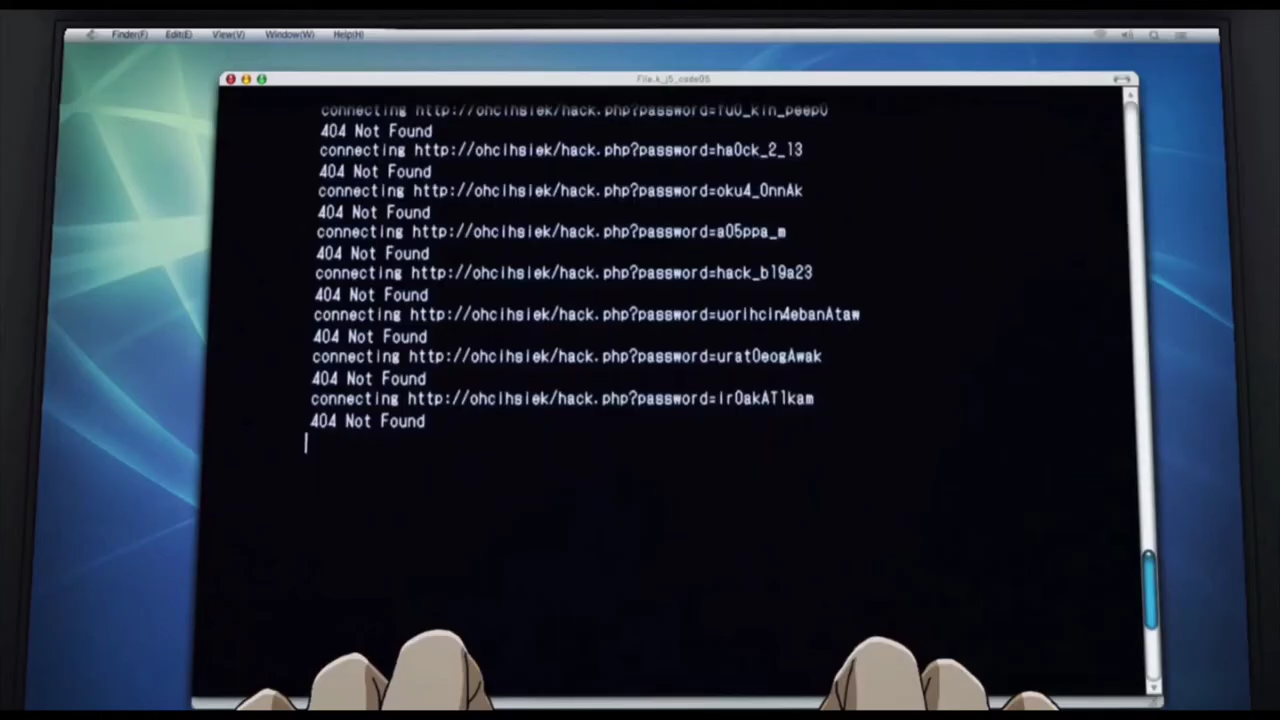 Finder(F) Edit(E) View(V) Window(W) Help(H)
File.k_j5_code05
connecting http://ohcihsiek/hack.php?password=fu0_kin_peep0
404 Not Found
connecting http://ohcihsiek/hack.php?password=ha0ck_2_13
404 Not Found
connecting http://ohcihsiek/hack.php?password=oku4_0nnAk
404 Not Found
connecting http://ohcihsiek/hack.php?password=a05ppa_m
404 Not Found
connecting http://ohcihsiek/hack.php?password=hack_b19a23
404 Not Found
connecting http://ohcihsiek/hack.php?password=uorihcin4ebanAtaw
404 Not Found
connecting http://ohcihsiek/hack.php?password=urat0eogAwak
404 Not Found
connecting http://ohcihsiek/hack.php?password=ir0akAT1kam
404 Not Found